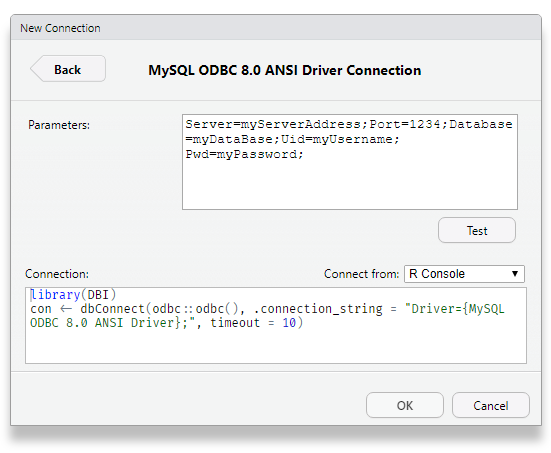 New Connection
Back
MySQL ODBC 8.0 ANSI Driver Connection
Parameters:
Server=myServerAddress;Port=1234;Database
=myDataBase;Uid=myUsername;
Pwd=myPassword;
Test
Connection:
Connect from:
R Console
library(DBI)
con <- dbConnect(odbc::odbc(), .connection_string = "Driver={MySQL
ODBC 8.0 ANSI Driver};", timeout = 10)
OK
Cancel